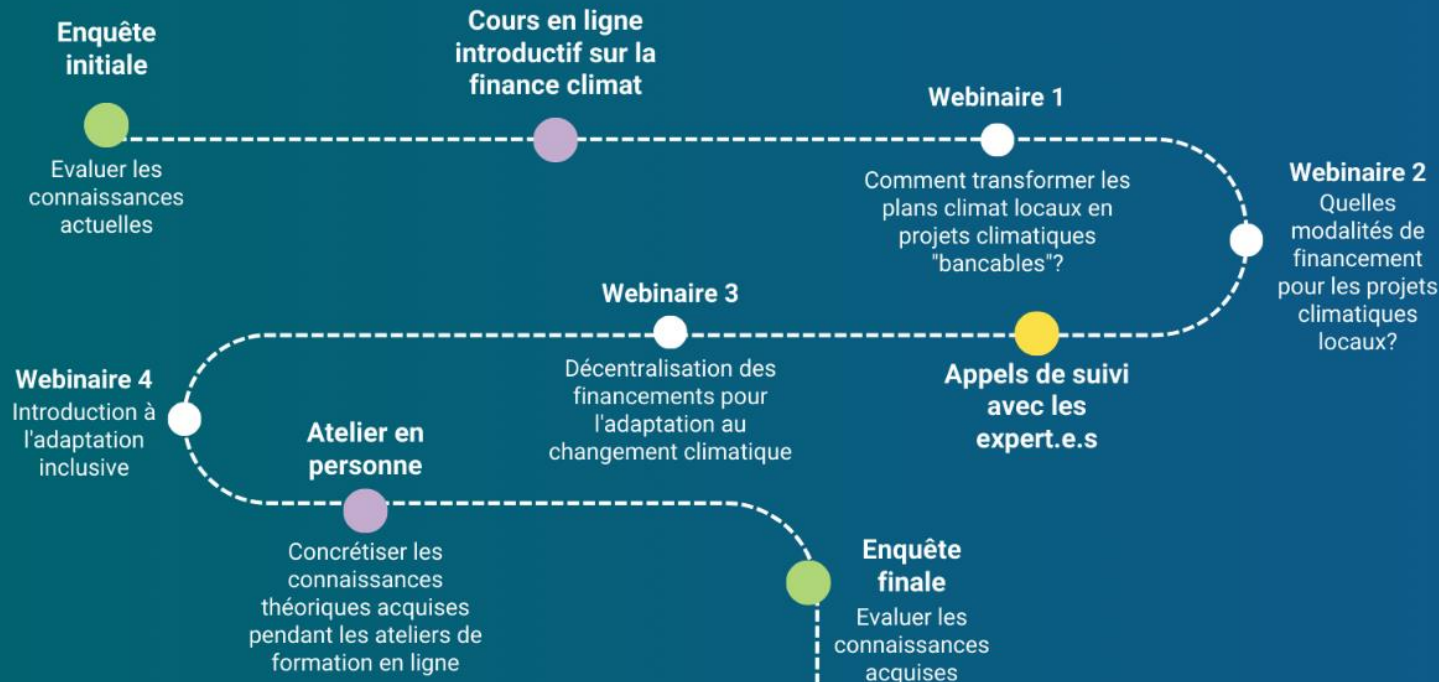 Enquête
initiale
Evaluer les
connaissances
actuelles
Cours en ligne
introductif sur la
finance climat
Webinaire 1
Comment transformer les
plans climat locaux en
projets climatiques
"bancables"?
Webinaire 2
Quelles
modalités de
financement
pour les projets
climatiques
locaux?
Appels de suivi
avec les
expert.e.s
Webinaire 3
Décentralisation des
financements pour
l'adaptation au
changement climatique
Webinaire 4
Introduction à
l'adaptation
inclusive
Atelier en
personne
Concrétiser les
connaissances
théoriques acquises
pendant les ateliers de
formation en ligne
Enquête
finale
Evaluer les
connaissances
acquises